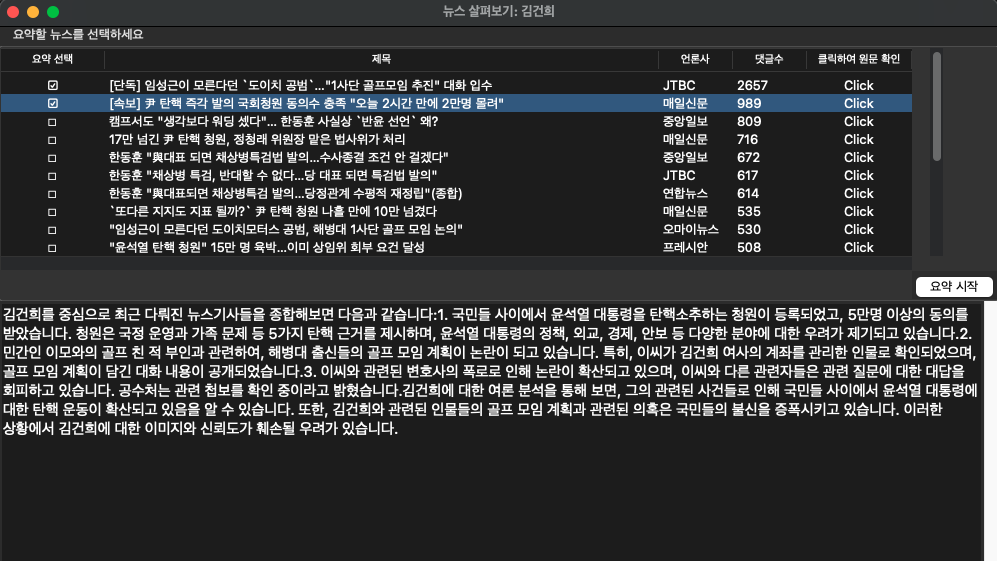 뉴스 살펴보기: 김건희
요약할 뉴스를 선택하세요
요약 선택 제목 언론사 댓글수 클릭하여 원문 확인
[단독] 임성근이 모른다던 `도이치 공범`..."1사단 골프모임 추진" 대화 입수 JTBC 2657 Click
[속보] 尹 탄핵 즉각 발의 국회청원 동의수 충족 "오늘 2시간 만에 2만명 몰려" 매일신문 989 Click
캠프서도 "생각보다 워딩 셌다"... 한동훈 사실상 `반윤 선언` 왜? 중앙일보 809 Click
17만 넘긴 尹 탄핵 청원, 정청래 위원장 맡은 법사위가 처리 매일신문 716 Click
한동훈 "與대표 되면 채상병특검법 발의...수사종결 조건 안 걸겠다" 중앙일보 672 Click
한동훈 "채상병 특검, 반대할 수 없다...당 대표 되면 특검법 발의" JTBC 617 Click
한동훈 "與대표되면 채상병특검 발의...당정관계 수평적 재정립"(종합) 연합뉴스 614 Click
`또다른 지지도 지표 될까?` 尹 탄핵 청원 나흘 만에 10만 넘겼다 매일신문 535 Click
"임성근이 모른다던 도이치모터스 공범, 해병대 1사단 골프모임 논의" 오마이뉴스 530 Click
"윤석열 탄핵 청원" 15만 명 육박...이미 상임위 회부 요건 달성 프레시안 508 Click
요약 시작
김건희를 중심으로 최근 다뤄진 뉴스기사들을 종합해보면 다음과 같습니다:1. 국민들 사이에서 윤석열 대통령을 탄핵소추하는 청원이 등록되었고, 5만명 이상의 동의를
받았습니다. 청원은 국정 운영과 가족 문제 등 5가지 탄핵 근거를 제시하며, 윤석열 대통령의 정책, 외교, 경제, 안보 등 다양한 분야에 대한 우려가 제기되고 있습니다.2.
민간인 이모와의 골프 친 적 부인과 관련하여, 해병대 출신들의 골프 모임 계획이 논란이 되고 있습니다. 특히, 이씨가 김건희 여사의 계좌를 관리한 인물로 확인되었으며,
골프 모임 계획이 담긴 대화 내용이 공개되었습니다.3. 이씨와 관련된 변호사의 폭로로 인해 논란이 확산되고 있으며, 이씨와 다른 관련자들은 관련 질문에 대한 대답을
회피하고 있습니다. 공수처는 관련 첩보를 확인 중이라고 밝혔습니다.김건희에 대한 여론 분석을 통해 보면, 그의 관련된 사건들로 인해 국민들 사이에서 윤석열 대통령에
대한 탄핵 운동이 확산되고 있음을 알 수 있습니다. 또한, 김건희와 관련된 인물들의 골프 모임 계획과 관련된 의혹은 국민들의 불신을 증폭시키고 있습니다. 이러한
상황에서 김건희에 대한 이미지와 신뢰도가 훼손될 우려가 있습니다.